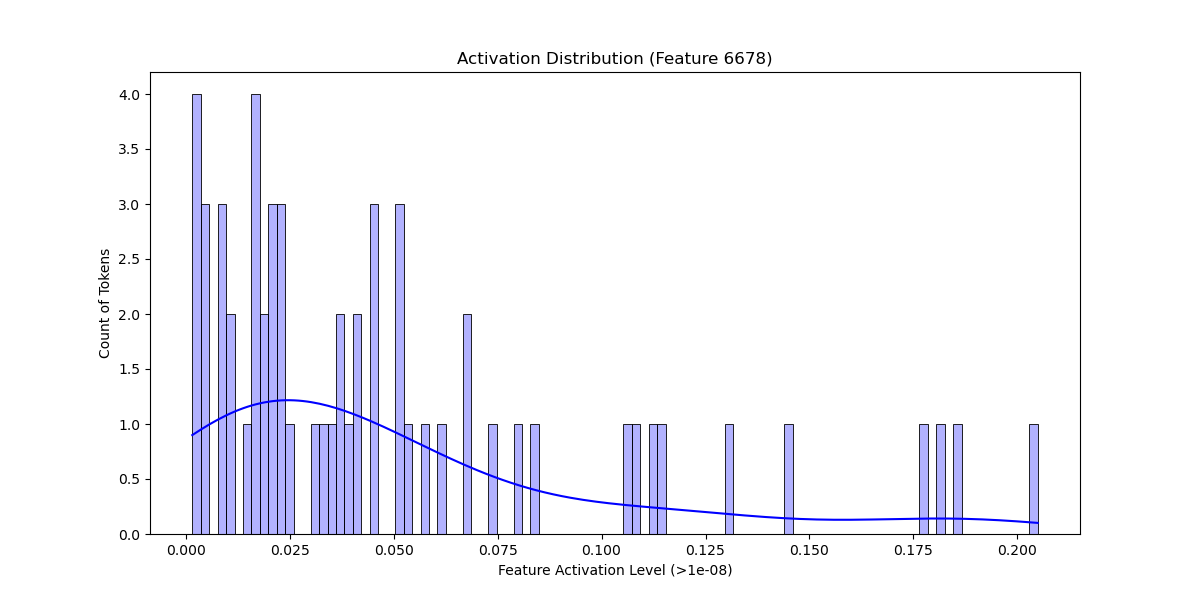 Activation Distribution (Feature 6678)
4.0
3.5
3.0
2.5
2.0
1.5
1.0
0.5
0.0
Count of Tokens
0.000 0.025 0.050 0.075 0.100 0.125 0.150 0.175 0.200
Feature Activation Level (>1e-08)